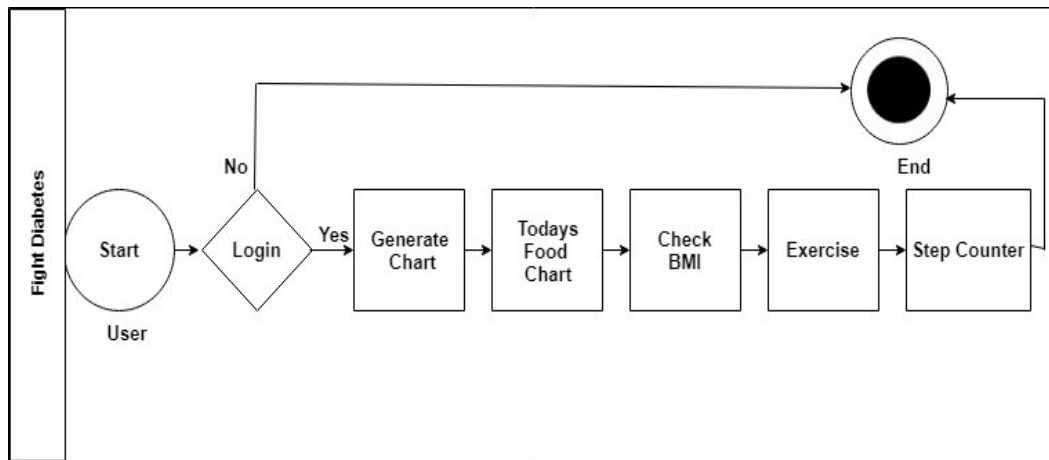 Fight Diabetes
Start
User
No
Login
Yes
Generate
Chart
Todays
Food
Chart
Check
BMI
Exercise
Step Counter
End